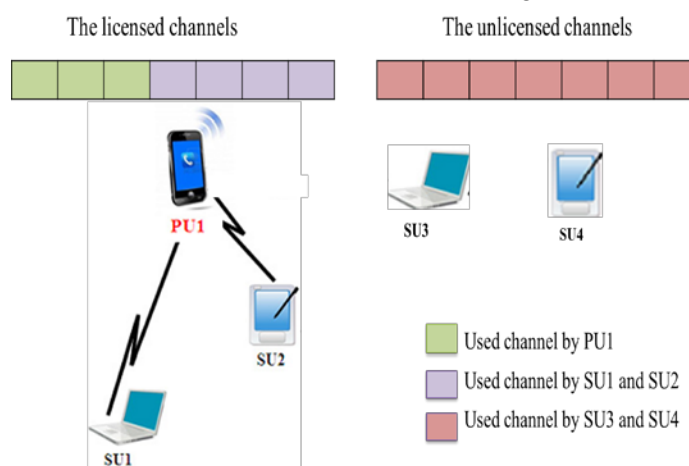 The licensed channels
The unlicensed channels
PU1
SU3
SU4
SU2
SU1
Used channel by PU1
Used channel by SU1 and SU2
Used channel by SU3 and SU4